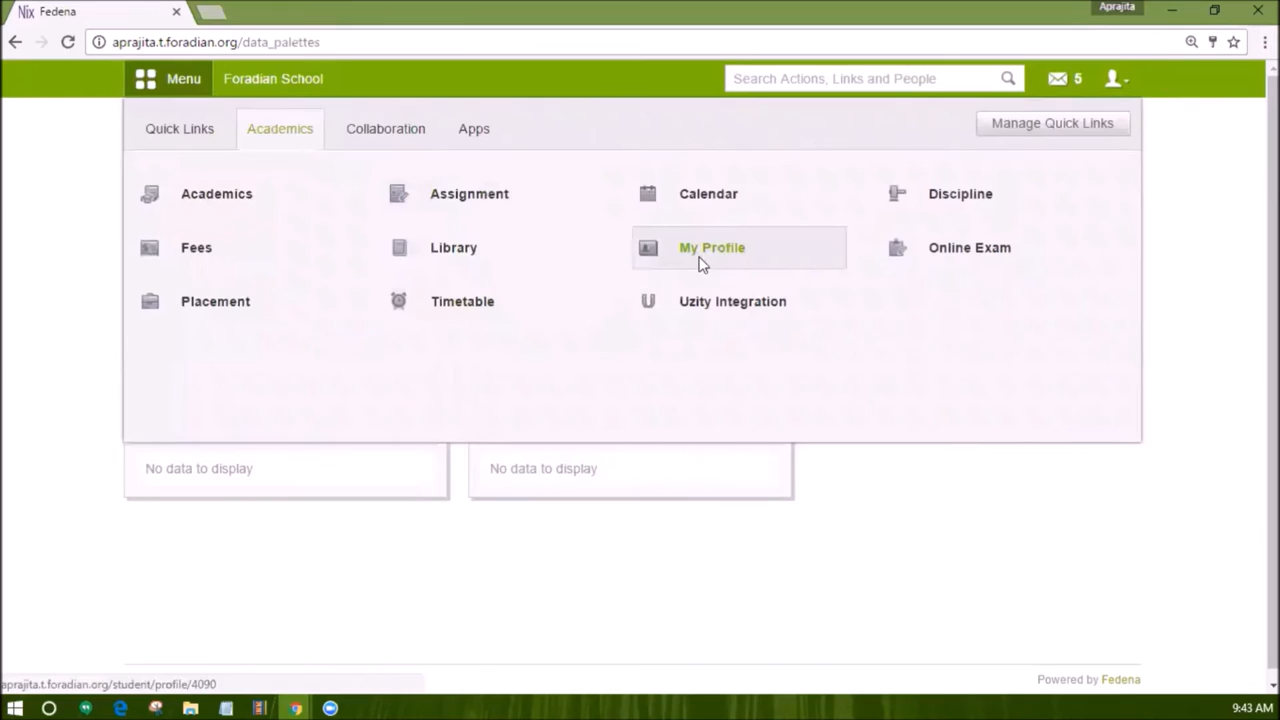 Fedena
Aprajita
aprajita.t.foradian.org/data_palettes
Menu
Foradian School
Search Actions, Links and People
5
Quick Links
Academics
Collaboration
Apps
Manage Quick Links
Academics
Assignment
Calendar
Discipline
Fees
Library
My Profile
Online Exam
Placement
Timetable
Uzity Integration
No data to display
No data to display
Powered by Fedena
aprajita.t.foradian.org/student/profile/4090
9:43 AM